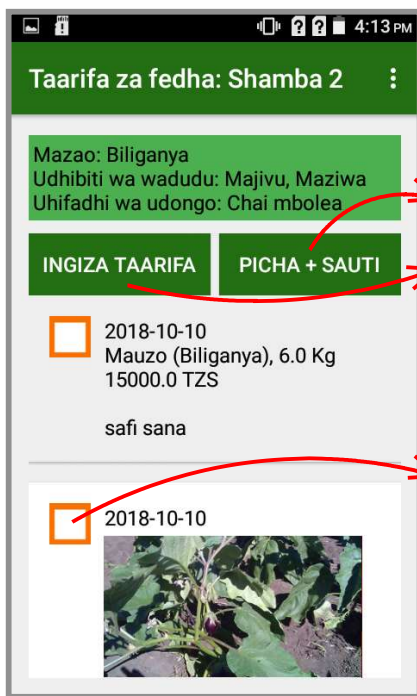 4:13 PM
Taarifa za fedha: Shamba 2
Mazao: Biliganya
Udhibiti wa wadudu: Majivu, Maziwa
Uhifadhi wa udongo: Chai mbolea
INGIZA TAARIFA
PICHA + SAUTI
2018-10-10
Mauzo (Biliganya), 6.0 Kg
15000.0 TZS
safi sana
2018-10-10